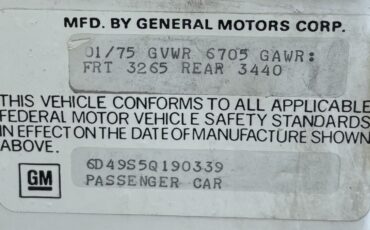 MFD. BY GENERAL MOTORS CORP.
01/75 GVWR 6705 GAWR:
FRT 3265 REAR 3440
THIS VEHICLE CONFORMS TO ALL APPLICABLE
FEDERAL MOTOR VEHICLE SAFETY STANDARDS
IN EFFECT ON THE DATE OF MANUFACTURE SHOWN
ABOVE.
6D49S5Q190339
PASSENGER CAR
GM